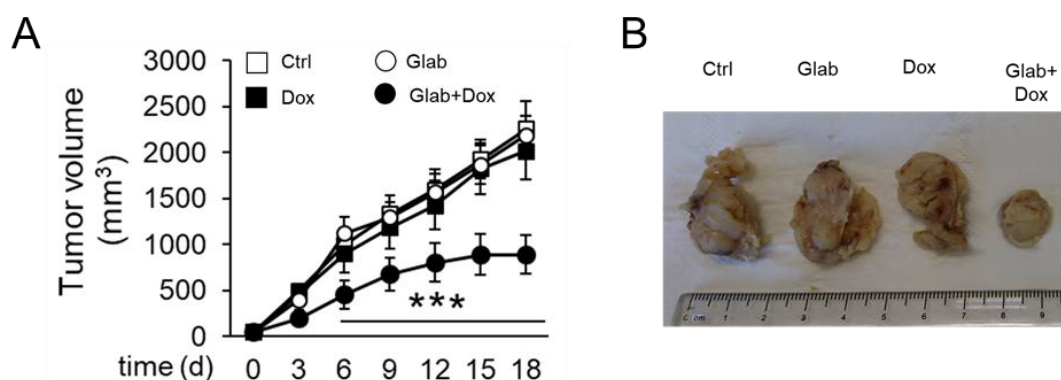 A
3000
2500
2000
1500
1000
500
0
Tumor volume
(mm³)
Ctrl
Glab
Dox
Glab+Dox
***
time (d) 0 3 6 9 12 15 18
B
Ctrl Glab Dox Glab+
Dox
0 cm 1 2 3 4 5 6 7 8 9